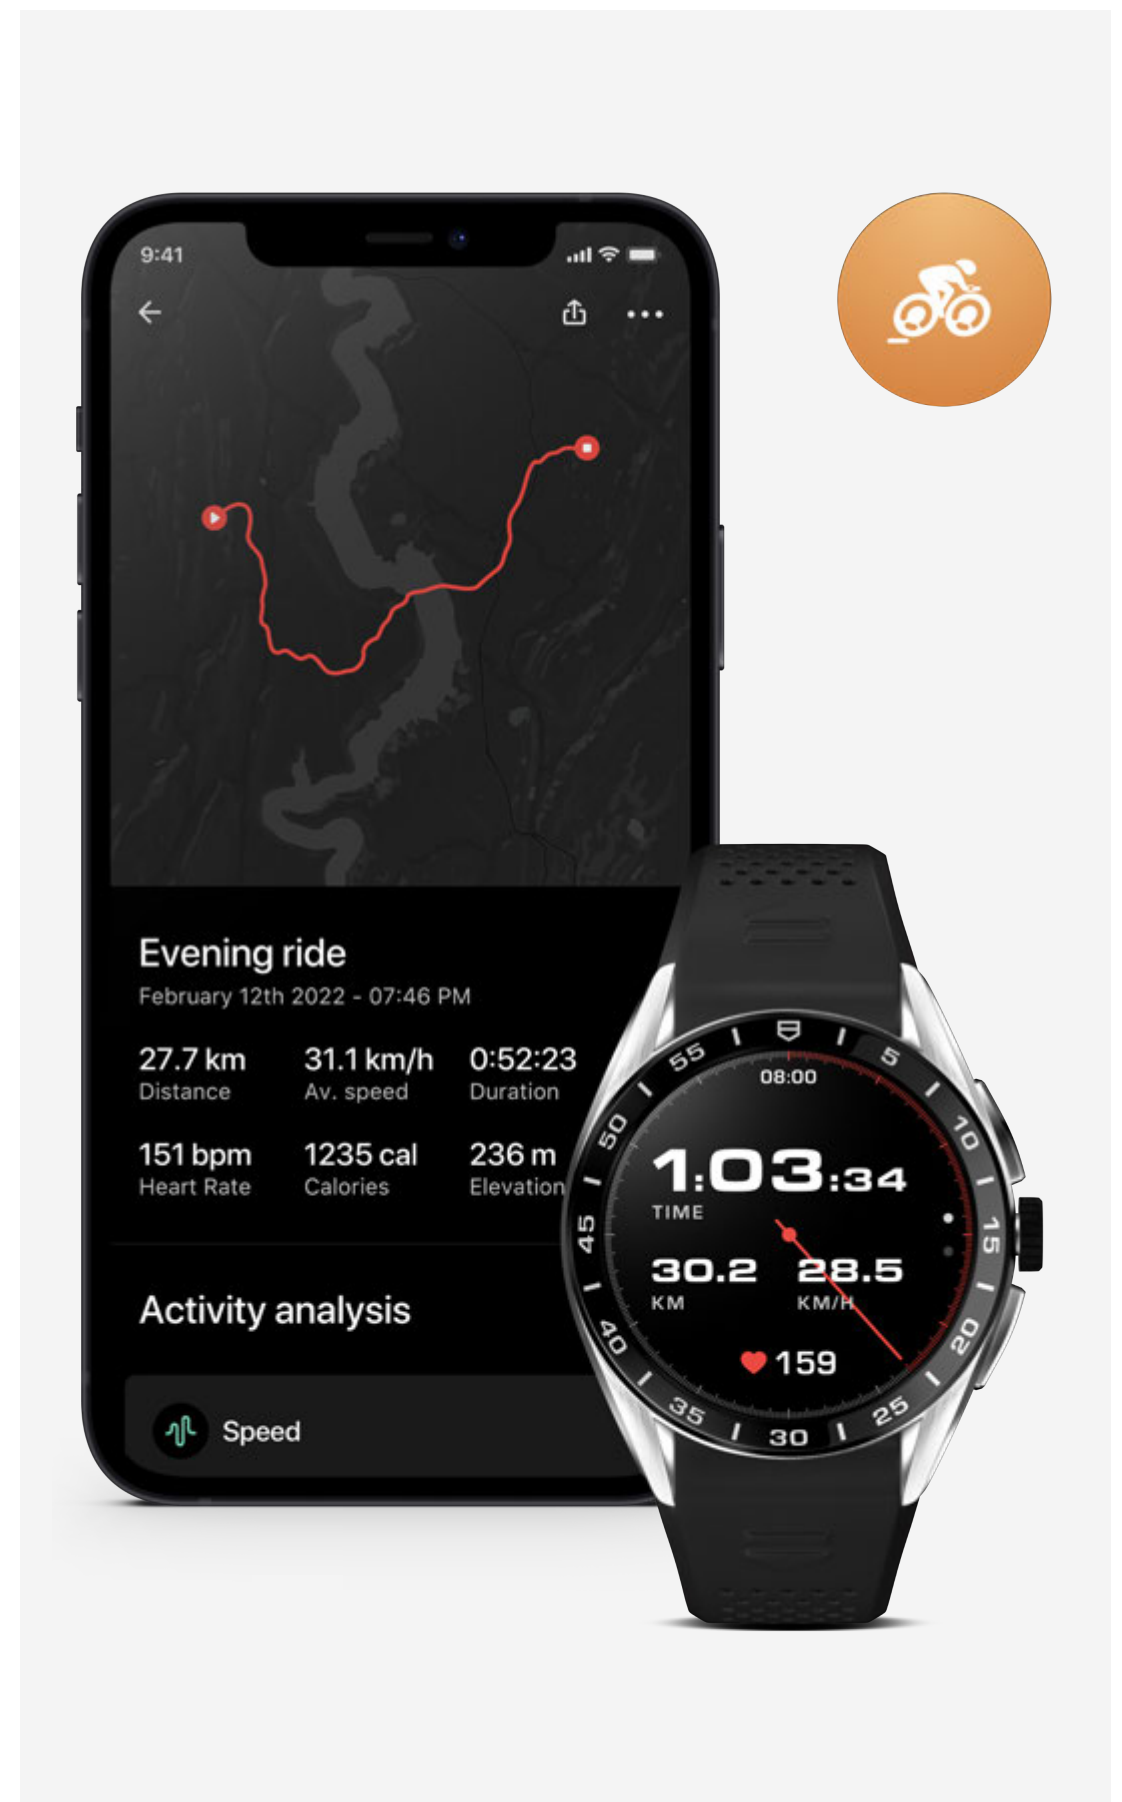 9:41
Evening ride
February 12th 2022 - 07:46 PM
27.7 km 31.1 km/h 0:52:23
Distance Av. speed Duration
151 bpm 1235 cal 236 m
Heart Rate Calories Elevation
Activity analysis
Speed
55 5
50 10
45 15
40 20
35 30 25
08:00
1:03:34
TIME
30.2 28.5
KM KM/H
159